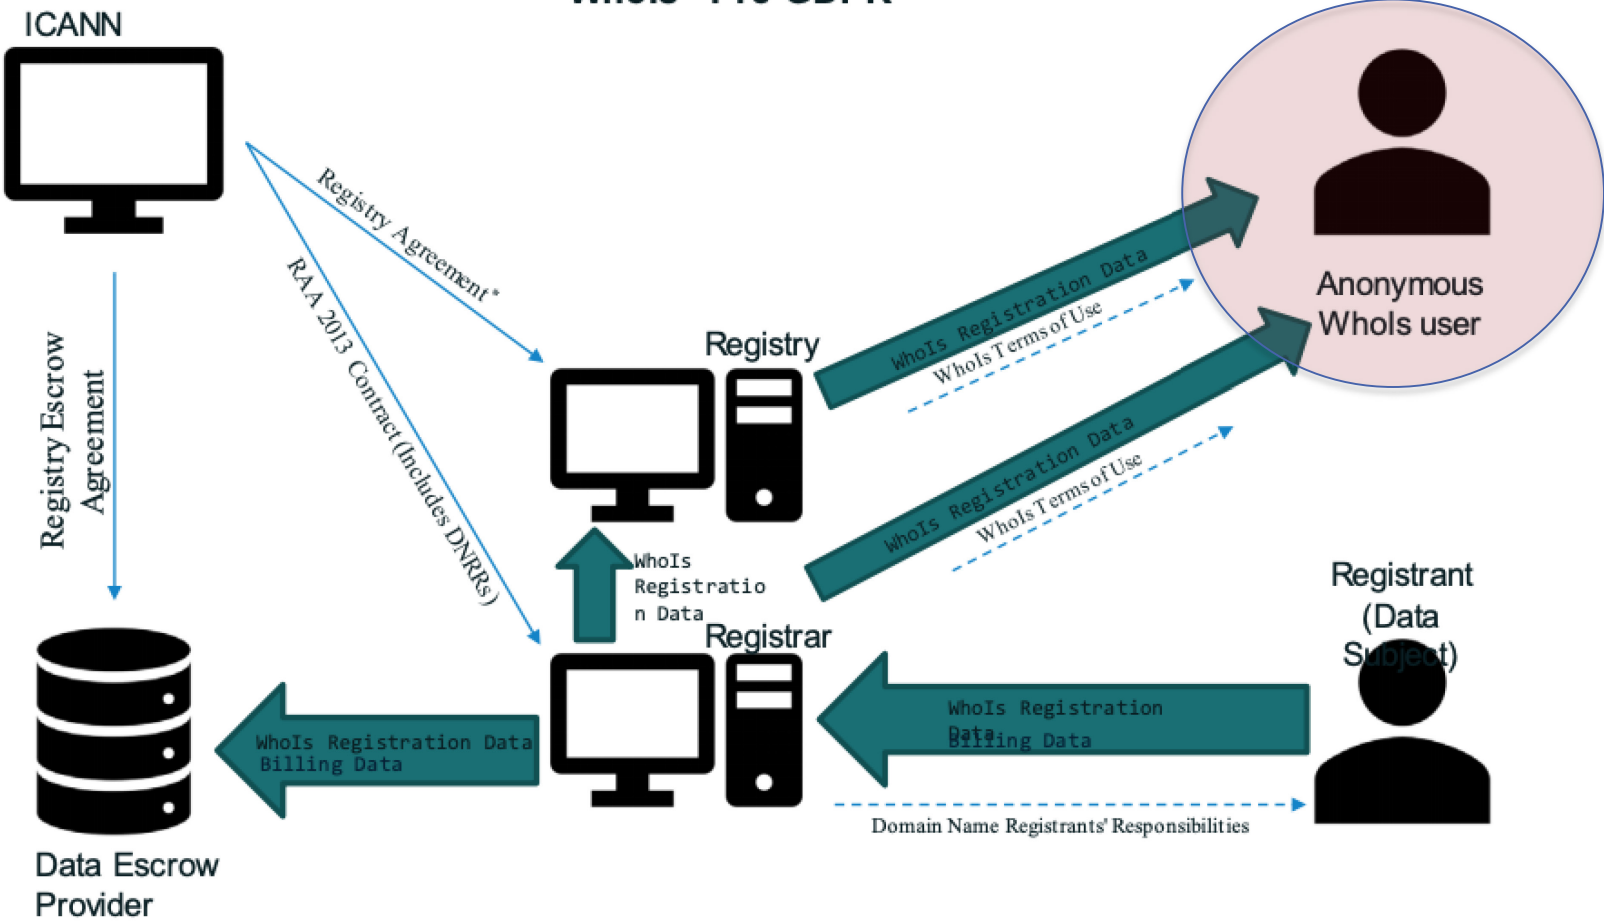 ICANN
Registry Agreement*
RAA 2013 Contract (Includes DNRRs)
Registry Escrow
Agreement
Registry
WhoIs Registration Data
WhoIs Terms of Use
Anonymous
WhoIs user
WhoIs Registration Data
WhoIs Terms of Use
WhoIs
Registratio
n Data
Registrar
Registrant
(Data
Subject)
WhoIs Registration
Data
Billing Data
WhoIs Registration Data
Billing Data
Domain Name Registrants' Responsibilities
Data Escrow
Provider